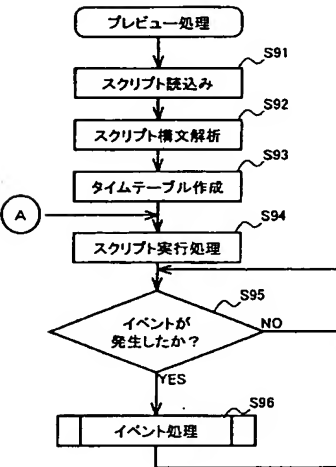 プレビュー処理
S91
スクリプト読込み
S92
スクリプト構文解析
S93
タイムテーブル作成
A
S94
スクリプト実行処理
S95
イベントが
発生したか?
NO
YES
S96
イベント処理